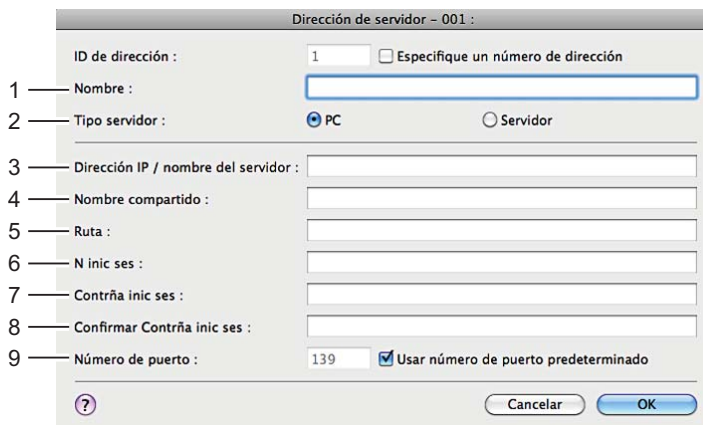 Dirección de servidor – 001 :
ID de dirección : 1 Especifique un número de dirección
1 Nombre :
2 Tipo servidor : PC Servidor
3 Dirección IP / nombre del servidor :
4 Nombre compartido :
5 Ruta :
6 N inic ses :
7 Contrña inic ses :
8 Confirmar Contrña inic ses :
9 Número de puerto : 139 Usar número de puerto predeterminado
? Cancelar OK